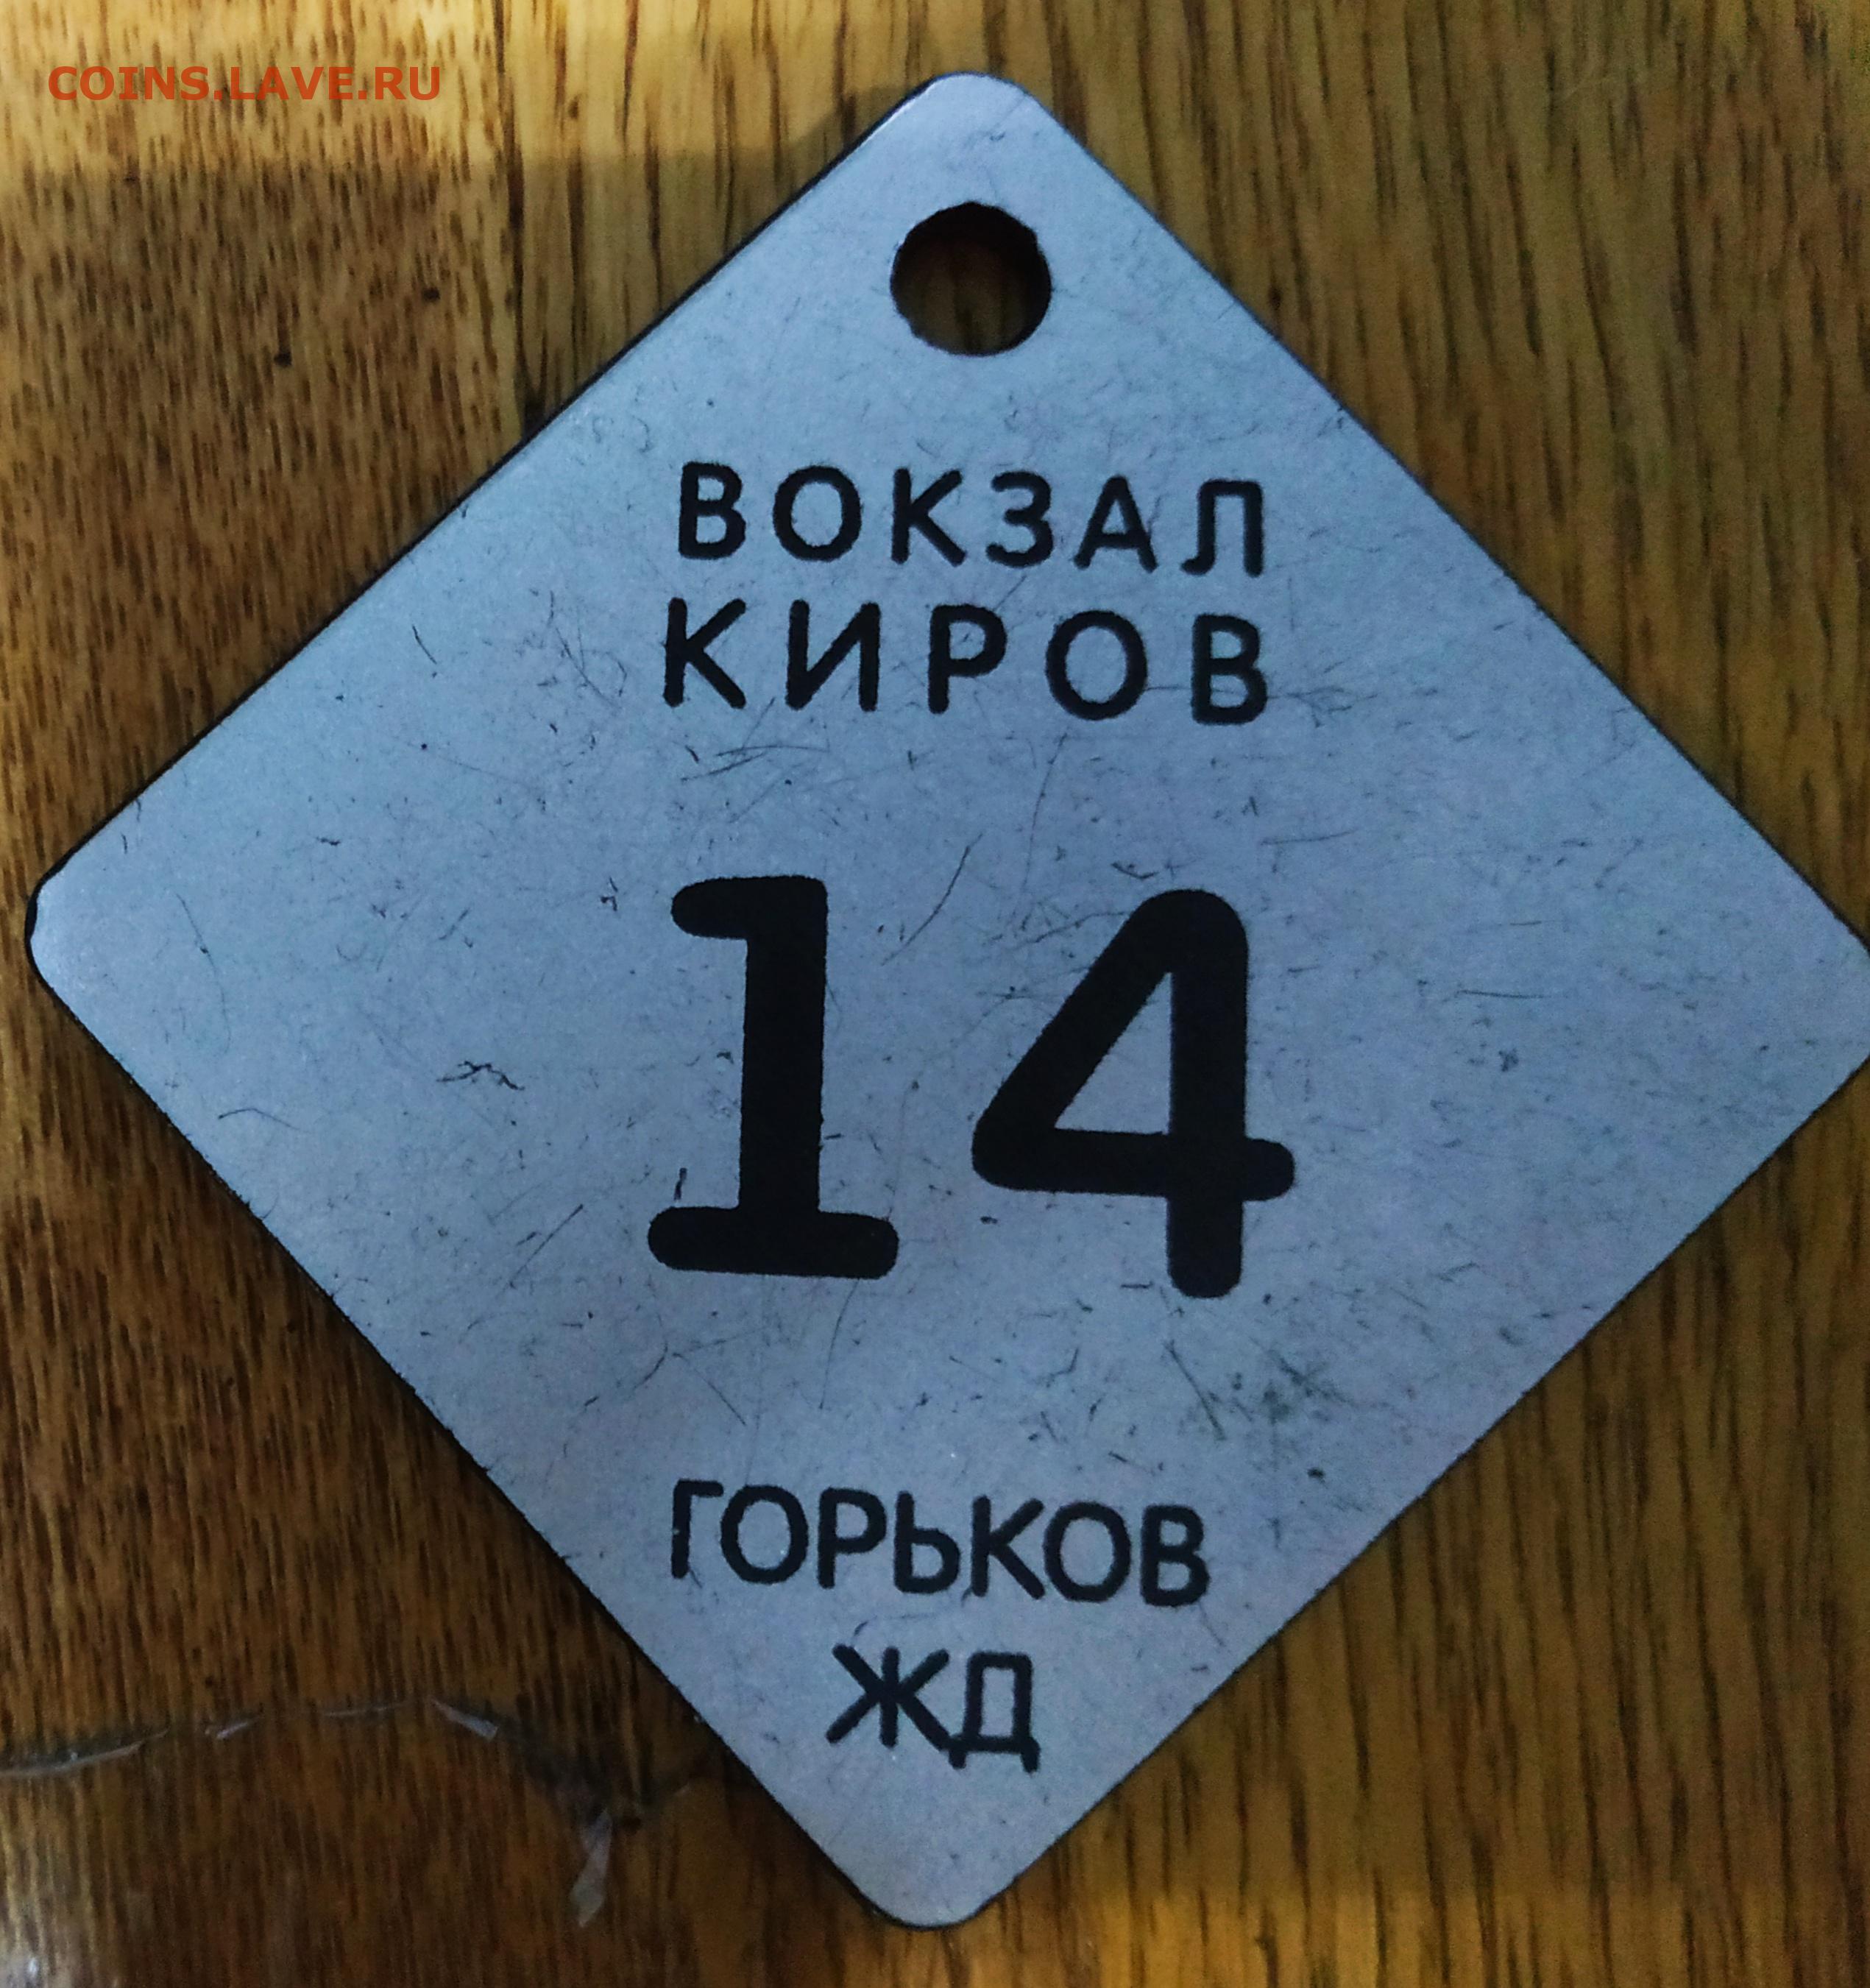 COINS.LAVE.RU
ВОКЗАЛ
КИРОВ
14
ГОРЬКОВ
ЖД